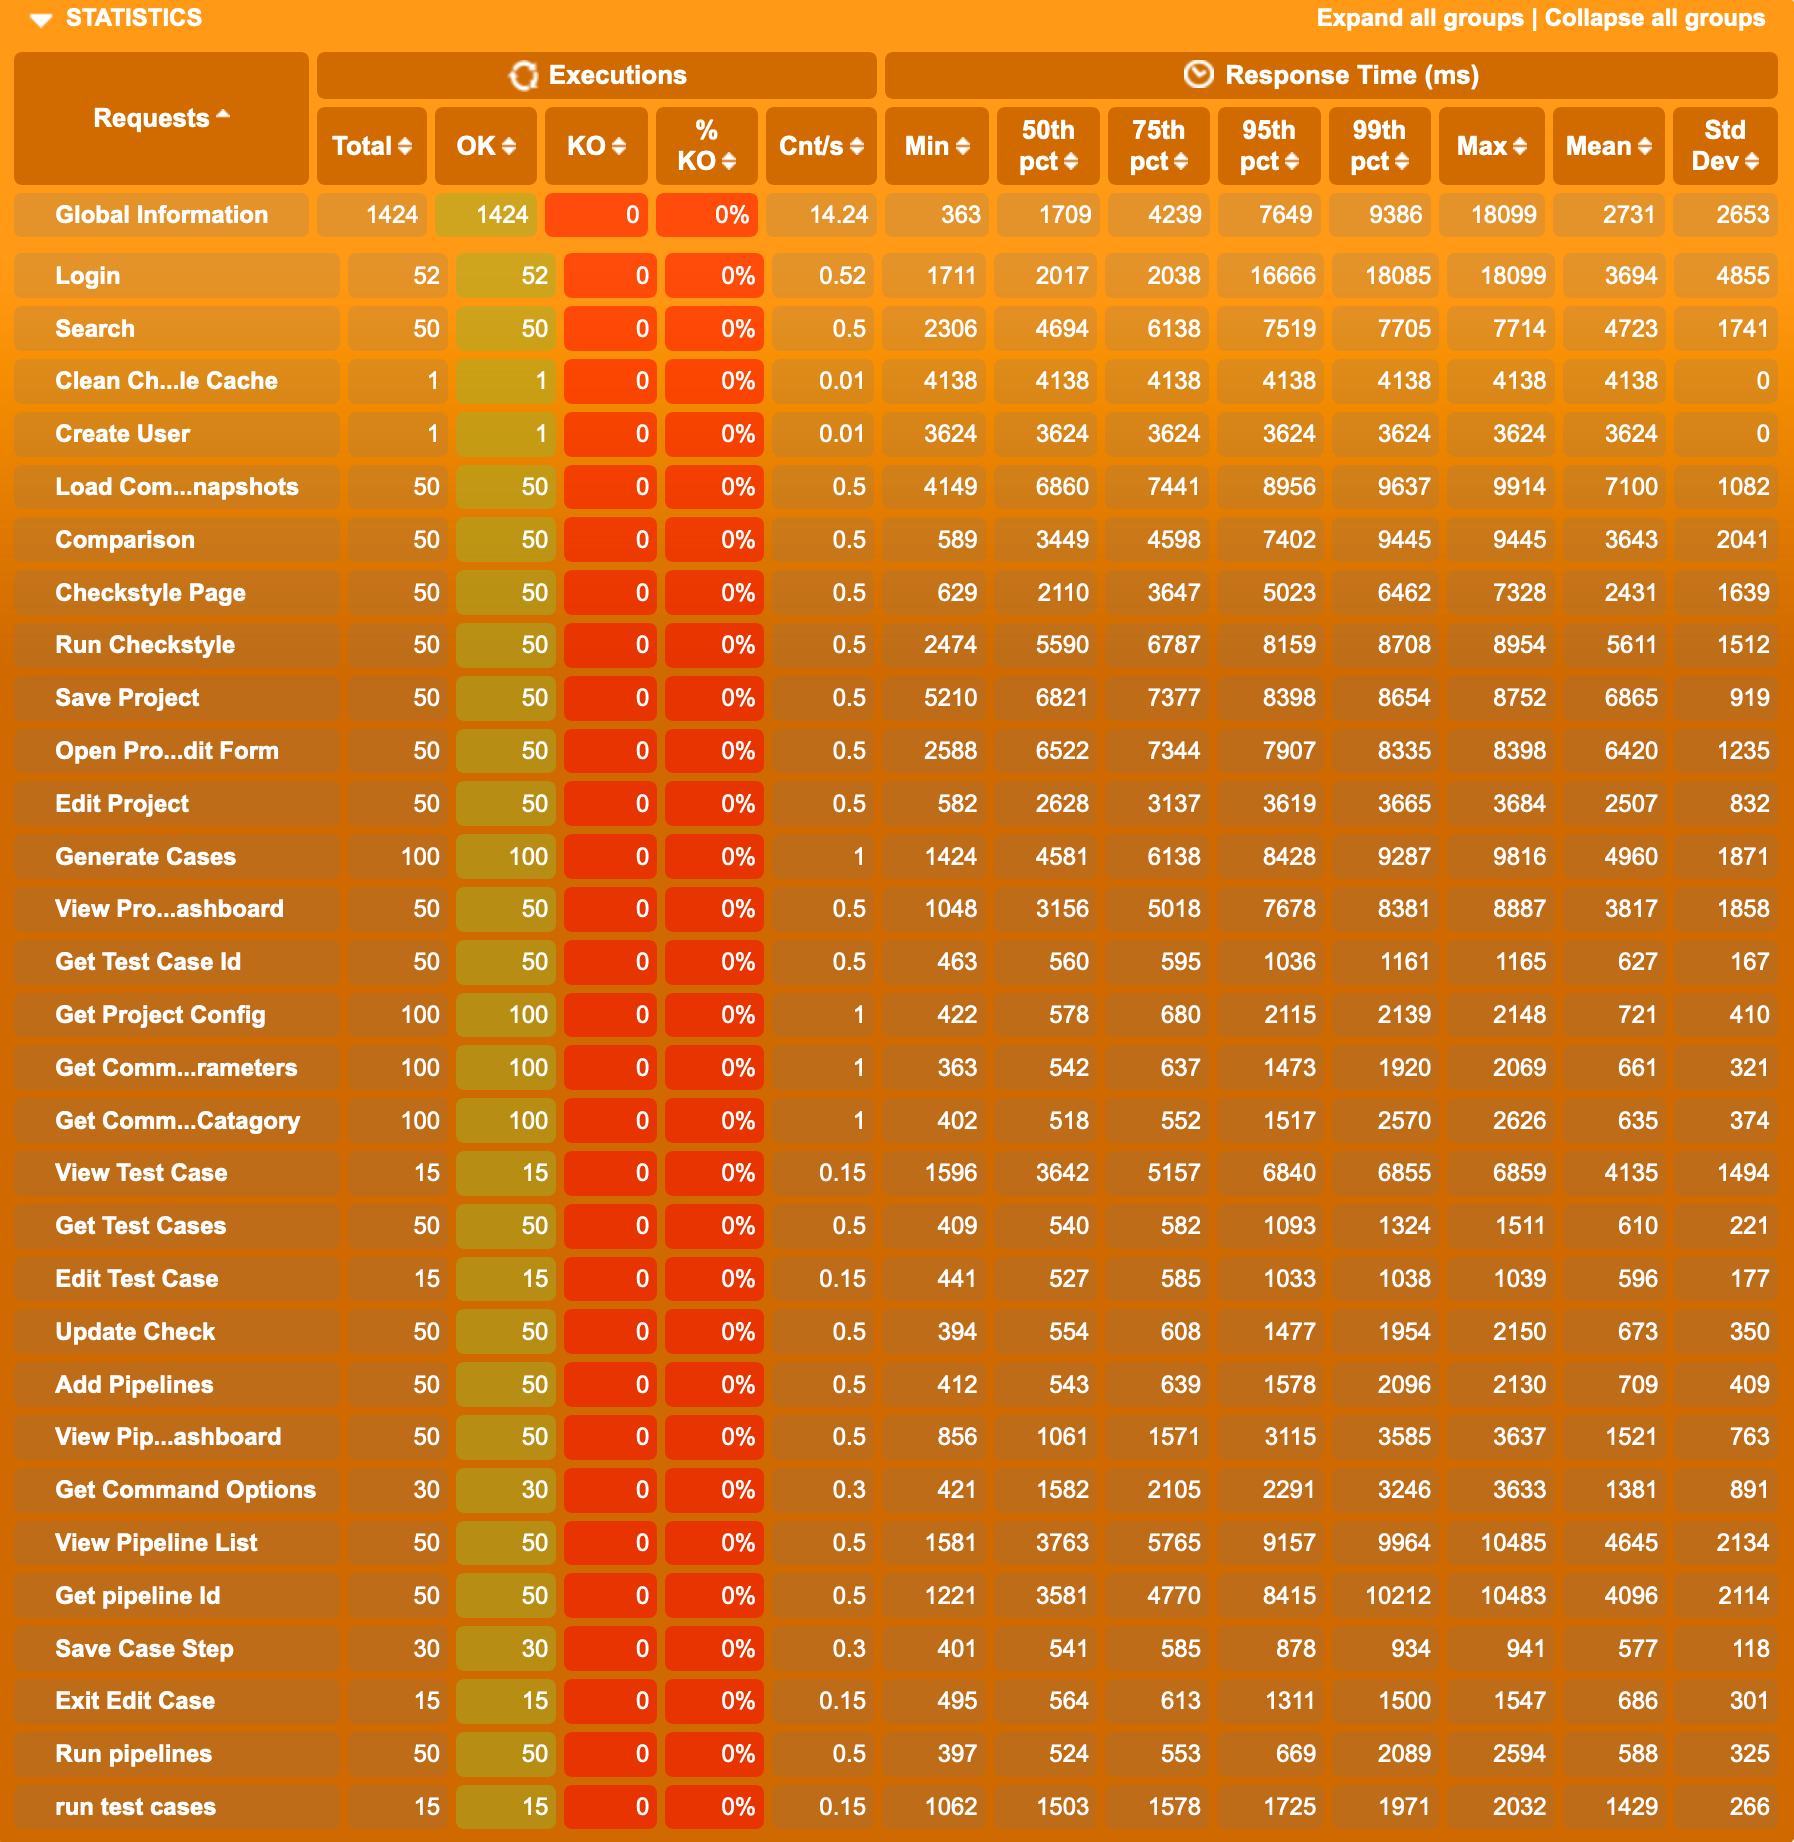 STATISTICS Expand all groups | Collapse all groups
Requests Executions Response Time (ms)
Total OK KO % KO Cnt/s Min 50th pct 75th pct 95th pct 99th pct Max Mean Std Dev
Global Information 1424 1424 0 0% 14.24 363 1709 4239 7649 9386 18099 2731 2653
Login 52 52 0 0% 0.52 1711 2017 2038 16666 18085 18099 3694 4855
Search 50 50 0 0% 0.5 2306 4694 6138 7519 7705 7714 4723 1741
Clean Ch...le Cache 1 1 0 0% 0.01 4138 4138 4138 4138 4138 4138 4138 0
Create User 1 1 0 0% 0.01 3624 3624 3624 3624 3624 3624 3624 0
Load Com...napshots 50 50 0 0% 0.5 4149 6860 7441 8956 9637 9914 7100 1082
Comparison 50 50 0 0% 0.5 589 3449 4598 7402 9445 9445 3643 2041
Checkstyle Page 50 50 0 0% 0.5 629 2110 3647 5023 6462 7328 2431 1639
Run Checkstyle 50 50 0 0% 0.5 2474 5590 6787 8159 8708 8954 5611 1512
Save Project 50 50 0 0% 0.5 5210 6821 7377 8398 8654 8752 6865 919
Open Pro...dit Form 50 50 0 0% 0.5 2588 6522 7344 7907 8335 8398 6420 1235
Edit Project 50 50 0 0% 0.5 582 2628 3137 3619 3665 3684 2507 832
Generate Cases 100 100 0 0% 1 1424 4581 6138 8428 9287 9816 4960 1871
View Pro...ashboard 50 50 0 0% 0.5 1048 3156 5018 7678 8381 8887 3817 1858
Get Test Case Id 50 50 0 0% 0.5 463 560 595 1036 1161 1165 627 167
Get Project Config 100 100 0 0% 1 422 578 680 2115 2139 2148 721 410
Get Comm...rameters 100 100 0 0% 1 363 542 637 1473 1920 2069 661 321
Get Comm...Catagory 100 100 0 0% 1 402 518 552 1517 2570 2626 635 374
View Test Case 15 15 0 0% 0.15 1596 3642 5157 6840 6855 6859 4135 1494
Get Test Cases 50 50 0 0% 0.5 409 540 582 1093 1324 1511 610 221
Edit Test Case 15 15 0 0% 0.15 441 527 585 1033 1038 1039 596 177
Update Check 50 50 0 0% 0.5 394 554 608 1477 1954 2150 673 350
Add Pipelines 50 50 0 0% 0.5 412 543 639 1578 2096 2130 709 409
View Pip...ashboard 50 50 0 0% 0.5 856 1061 1571 3115 3585 3637 1521 763
Get Command Options 30 30 0 0% 0.3 421 1582 2105 2291 3246 3633 1381 891
View Pipeline List 50 50 0 0% 0.5 1581 3763 5765 9157 9964 10485 4645 2134
Get pipeline Id 50 50 0 0% 0.5 1221 3581 4770 8415 10212 10483 4096 2114
Save Case Step 30 30 0 0% 0.3 401 541 585 878 934 941 577 118
Exit Edit Case 15 15 0 0% 0.15 495 564 613 1311 1500 1547 686 301
Run pipelines 50 50 0 0% 0.5 397 524 553 669 2089 2594 588 325
run test cases 15 15 0 0% 0.15 1062 1503 1578 1725 1971 2032 1429 266